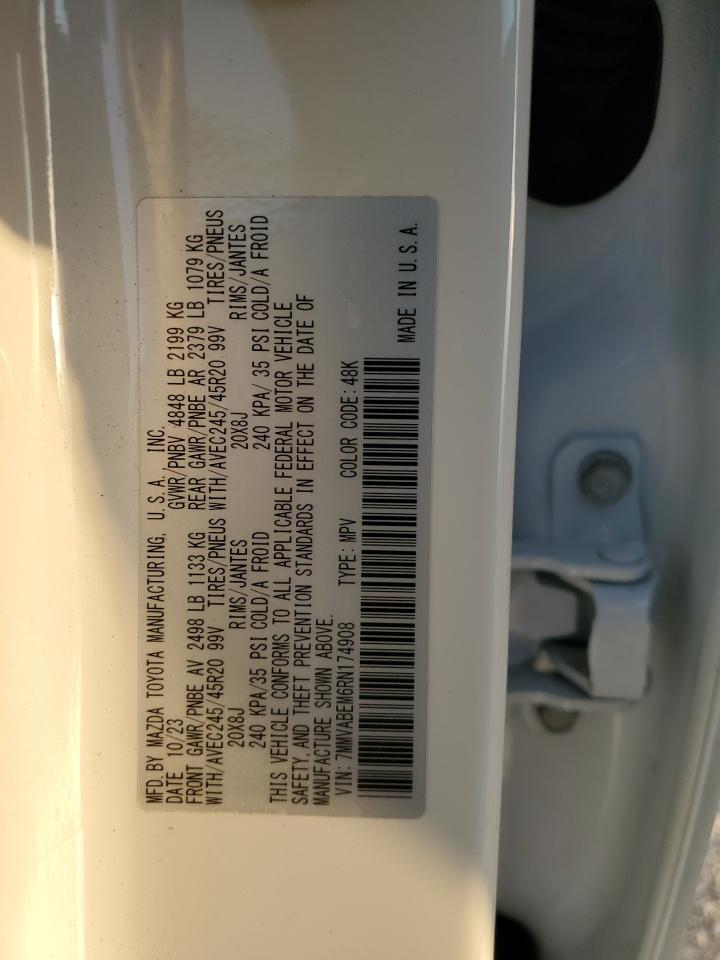 MFD. BY MAZDA TOYOTA MANUFACTURING, U.S.A. INC.
DATE 10/23 GVWR/PNBV 4848 LB 2199 KG
FRONT GAWR/PNBE AV 2498 LB 1133 KG REAR GAWR/PNBE AR 2379 LB 1079 KG
WITH/AVEC245/45R20 99V TIRES/PNEUS WITH/AVEC245/45R20 99V TIRES/PNEUS
20X8J RIMS/JANTES 20X8J RIMS/JANTES
240 KPA/35 PSI COLD/A FROID 240 KPA/ 35 PSI COLD/A FROID
THIS VEHICLE CONFORMS TO ALL APPLICABLE FEDERAL MOTOR VEHICLE
SAFETY, AND THEFT PREVENTION STANDARDS IN EFFECT ON THE DATE OF
MANUFACTURE SHOWN ABOVE.
VIN: 7MMVABEM6RN174908 TYPE: MPV COLOR CODE: 48K
MADE IN U.S.A.